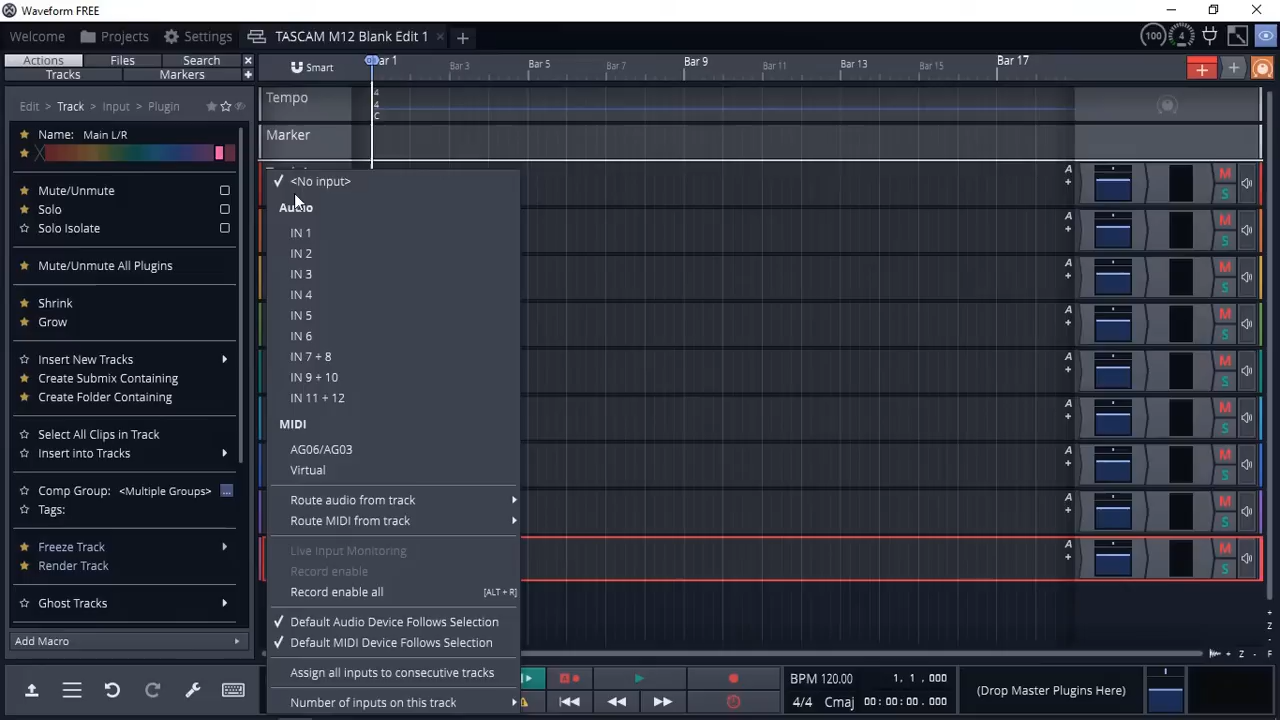 Waveform FREE
Welcome
Projects
Settings
TASCAM M12 Blank Edit 1
100
4
Actions
Files
Search
Tracks
Markers
Smart
Bar 1
Bar 3
Bar 5
Bar 7
Bar 9
Bar 11
Bar 13
Bar 15
Bar 17
Edit > Track > Input > Plugin
Tempo
4
4
C
Marker
Name: Main L/R
Mute/Unmute
Solo
Solo Isolate
Mute/Unmute All Plugins
Shrink
Grow
Insert New Tracks
Create Submix Containing
Create Folder Containing
Select All Clips in Track
Insert into Tracks
Comp Group: <Multiple Groups> ...
Tags:
Freeze Track
Render Track
Ghost Tracks
Add Macro
<No input>
Audio
IN 1
IN 2
IN 3
IN 4
IN 5
IN 6
IN 7 + 8
IN 9 + 10
IN 11 + 12
MIDI
AG06/AG03
Virtual
Route audio from track
Route MIDI from track
Live Input Monitoring
Record enable
Record enable all [ALT + R]
Default Audio Device Follows Selection
Default MIDI Device Follows Selection
Assign all inputs to consecutive tracks
Number of inputs on this track
A M
S
A M
S
A M
S
A M
S
A M
S
A M
S
A M
S
A M
S
A M
S
Z
- Z - F
A
BPM 120.00 1, 1 ,000
4/4 Cmaj 00:00:00 .000
(Drop Master Plugins Here)